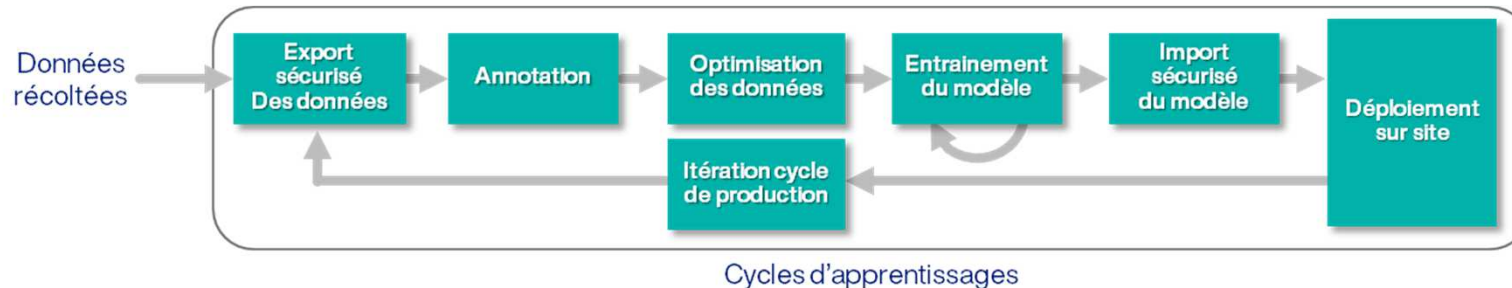 Données
récoltées
Export
sécurisé
Des données
Annotation
Optimisation
des données
Entrainement
du modèle
Import
sécurisé
du modèle
Déploiement
sur site
Itération cycle
de production
Cycles d'apprentissages